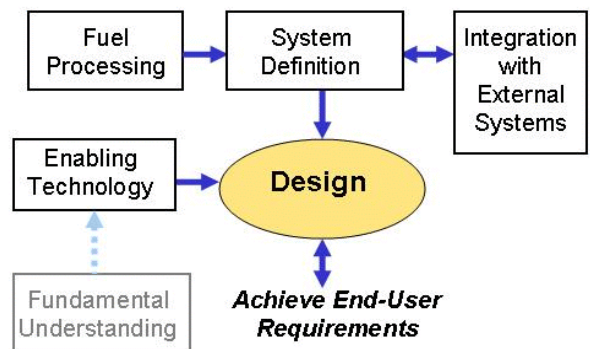 Fuel
Processing
System
Definition
Integration
with
External
Systems
Enabling
Technology
Design
Fundamental
Understanding
Achieve End-User
Requirements